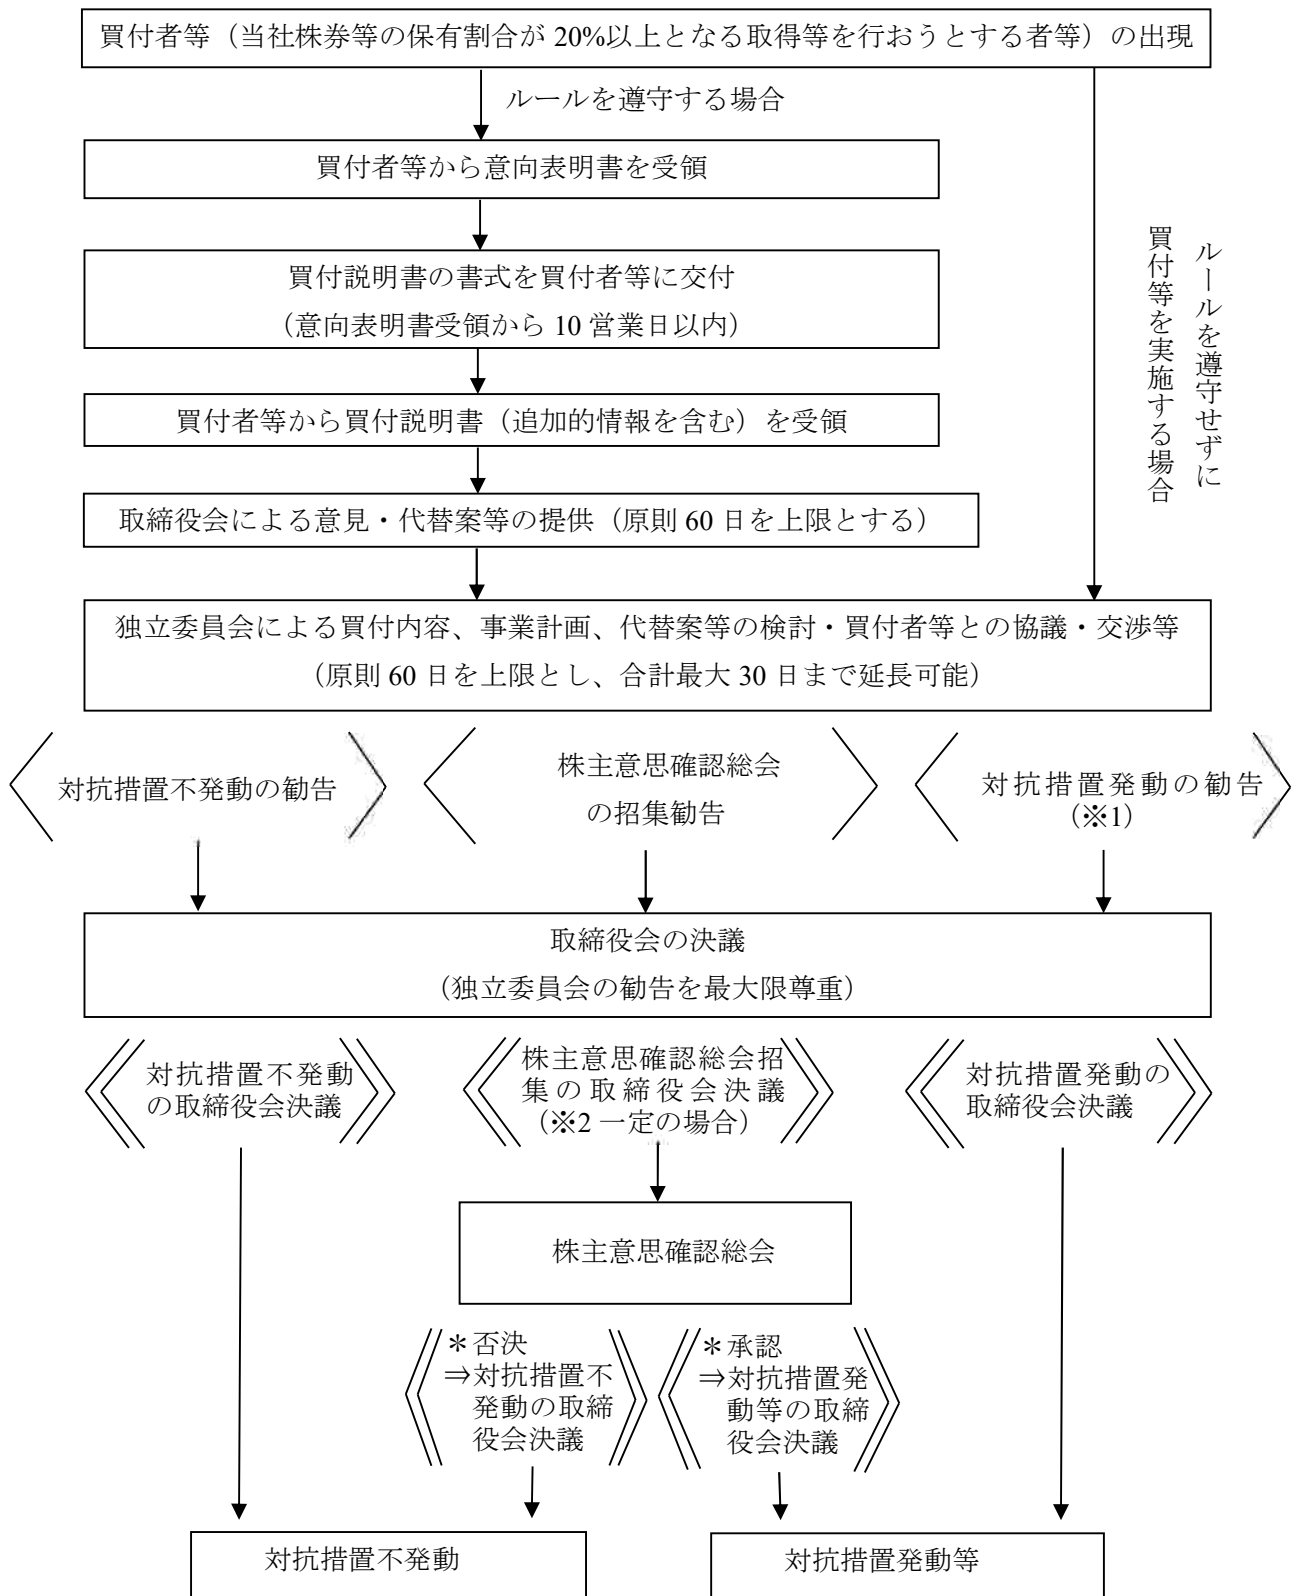 買付者等（当社株券等の保有割合が 20%以上となる取得等を行おうとする者等）の出現
ルールを遵守する場合
買付者等から意向表明書を受領
買付説明書の書式を買付者等に交付
（意向表明書受領から 10 営業日以内）
買付者等から買付説明書（追加的情報を含む）を受領
取締役会による意見・代替案等の提供（原則 60 日を上限とする）
ルールを遵守せずに
買付等を実施する場合
独立委員会による買付内容、事業計画、代替案等の検討・買付者等との協議・交渉等
（原則 60 日を上限とし、合計最大 30 日まで延長可能）
対抗措置不発動の勧告
株主意思確認総会
の招集勧告
対抗措置発動の勧告
（※1）
取締役会の決議
（独立委員会の勧告を最大限尊重）
対抗措置不発動
の取締役会決議
株主意思確認総会招
集の取締役会決議
（※2 一定の場合）
対抗措置発動の
取締役会決議
株主意思確認総会
＊否決
⇒対抗措置不
発動の取締
役会決議
＊承認
⇒対抗措置発
動等の取締
役会決議
対抗措置不発動
対抗措置発動等